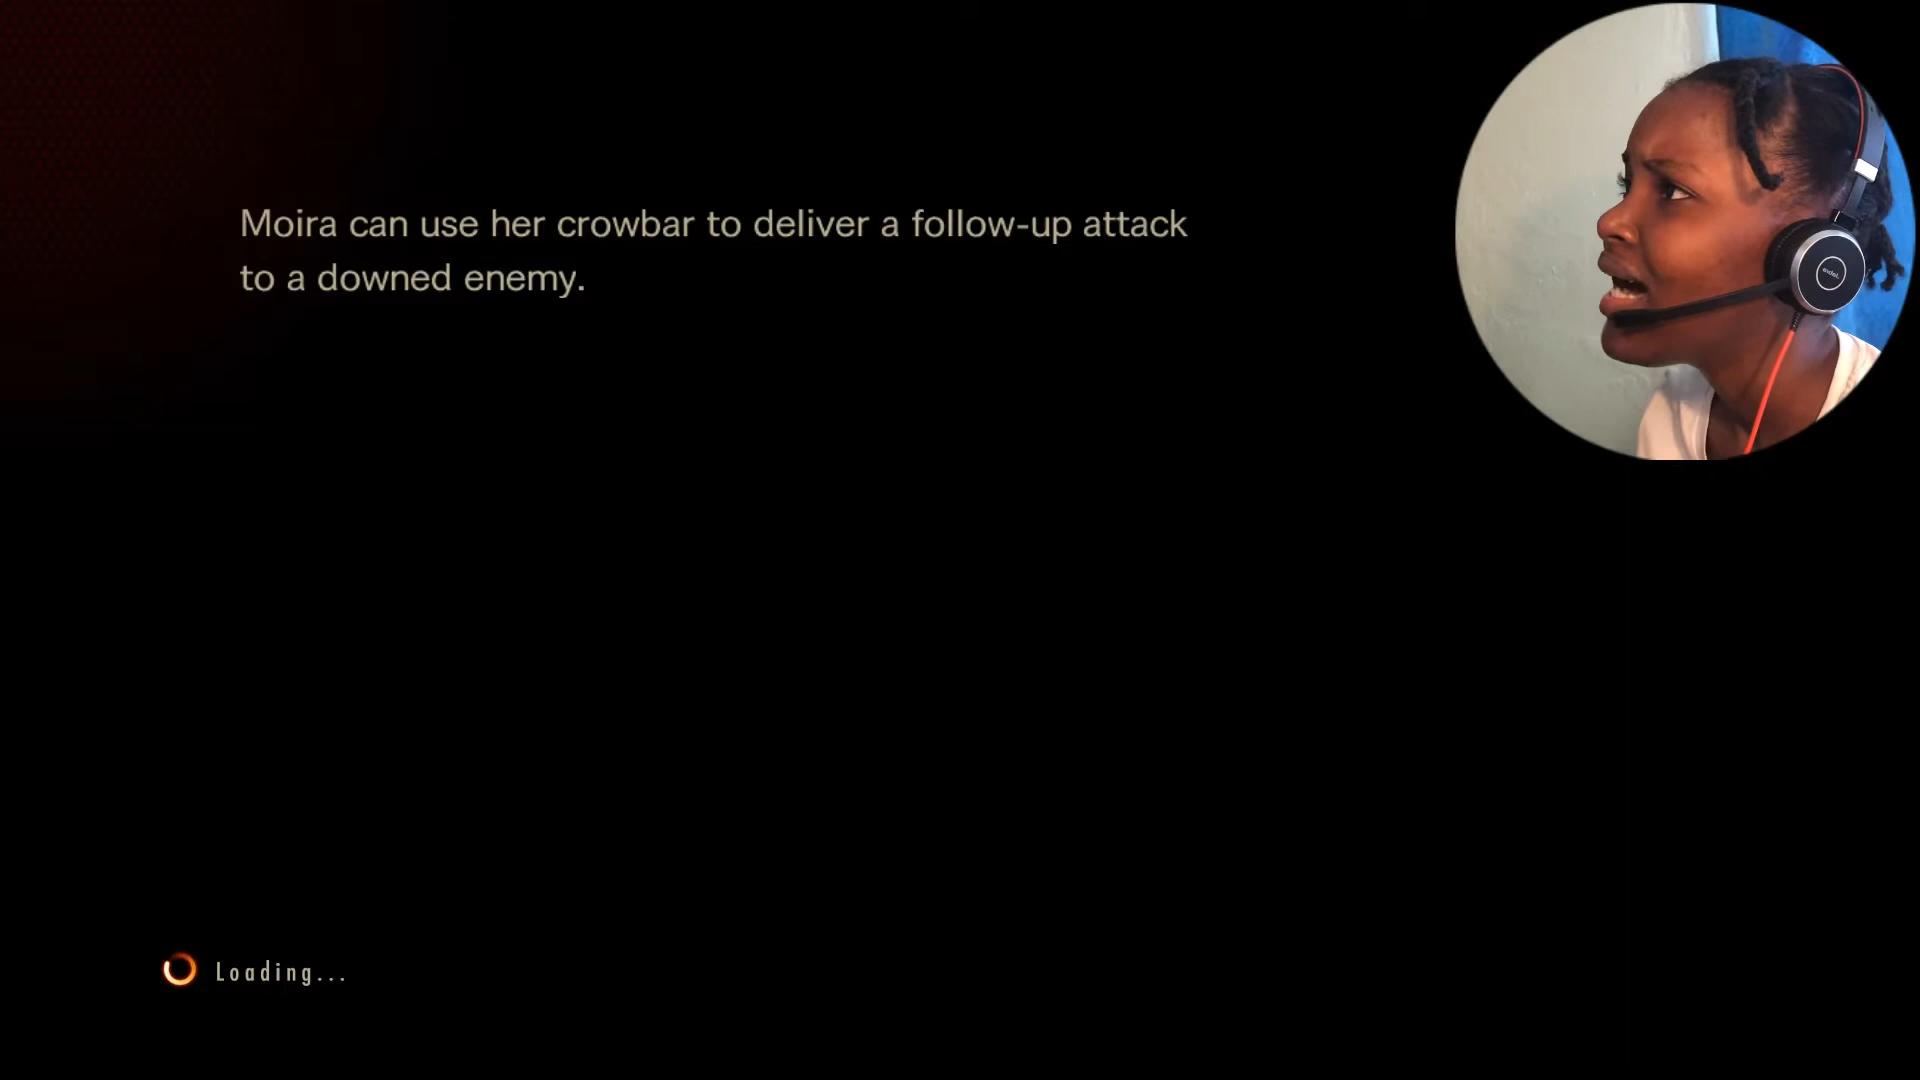 Moira can use her crowbar to deliver a follow-up attack
to a downed enemy.
Loading...